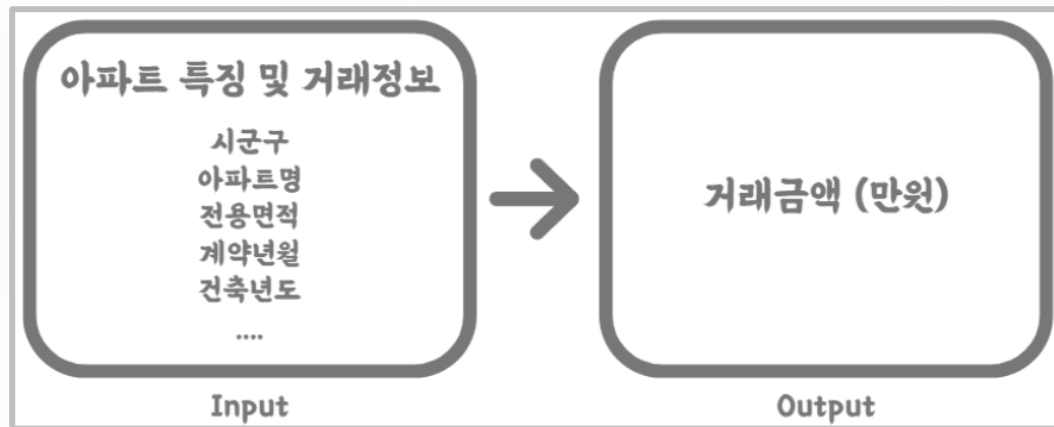 아파트 특징 및 거래정보
시군구
아파트명
전용면적
계약년월
건축년도
....
Input
거래금액 (만원)
Output